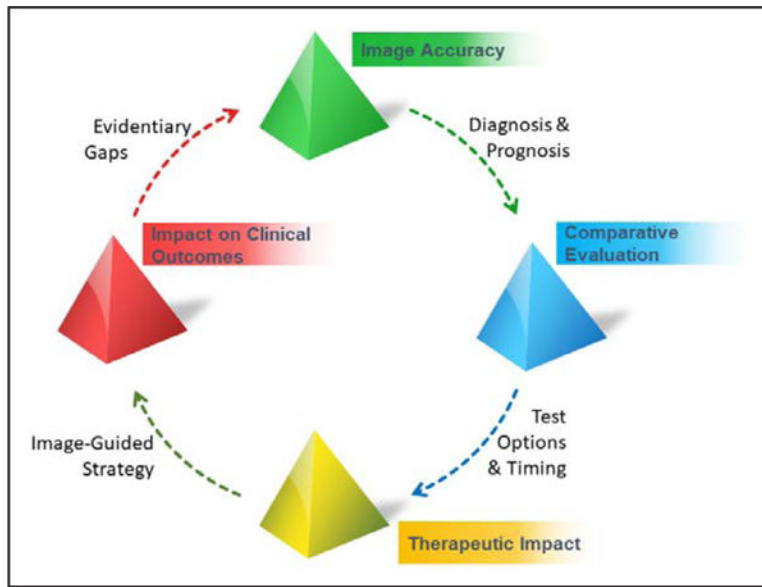 Image Accuracy
Evidentiary
Gaps
Diagnosis &
Prognosis
Impact on Clinical
Outcomes
Comparative
Evaluation
Image-Guided
Strategy
Test
Options
& Timing
Therapeutic Impact